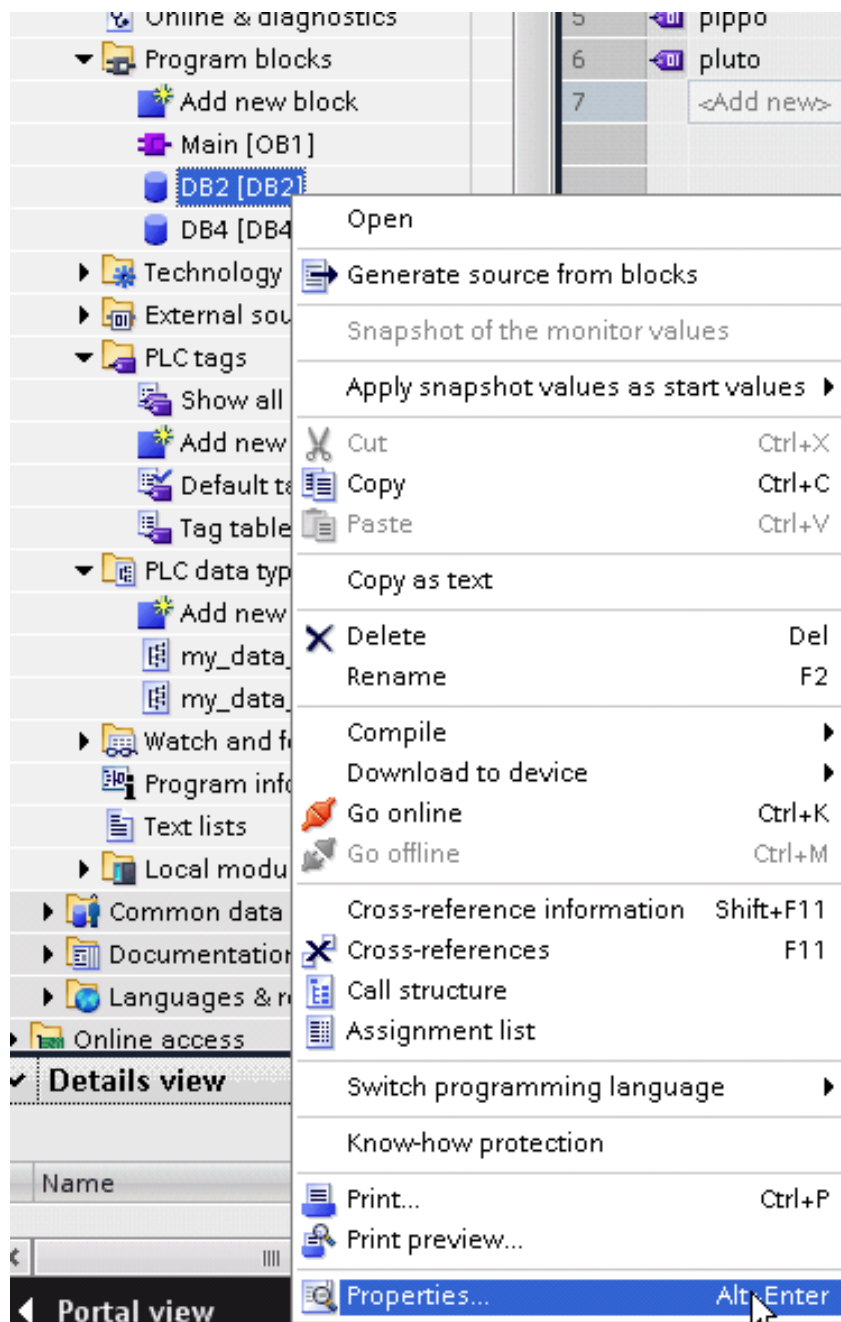 Online & diagnostics
Program blocks
Add new block
Main [OB1]
DB2 [DB2]
DB4 [DB4
Technology
External sou
PLC tags
Show all
Add new
Default ta
Tag table
PLC data typ
Add new
my_data_
my_data_
Watch and fo
Program info
Text lists
Local modu
Common data
Documentation
Languages & re
Online access
Details view
Name
Portal view
5 pippo
6 pluto
7 <Add new>
Open
Generate source from blocks
Snapshot of the monitor values
Apply snapshot values as start values
Cut Ctrl+X
Copy Ctrl+C
Paste Ctrl+V
Copy as text
Delete Del
Rename F2
Compile
Download to device
Go online Ctrl+K
Go offline Ctrl+M
Cross-reference information Shift+F11
Cross-references F11
Call structure
Assignment list
Switch programming language
Know-how protection
Print... Ctrl+P
Print preview...
Properties... Alt+Enter